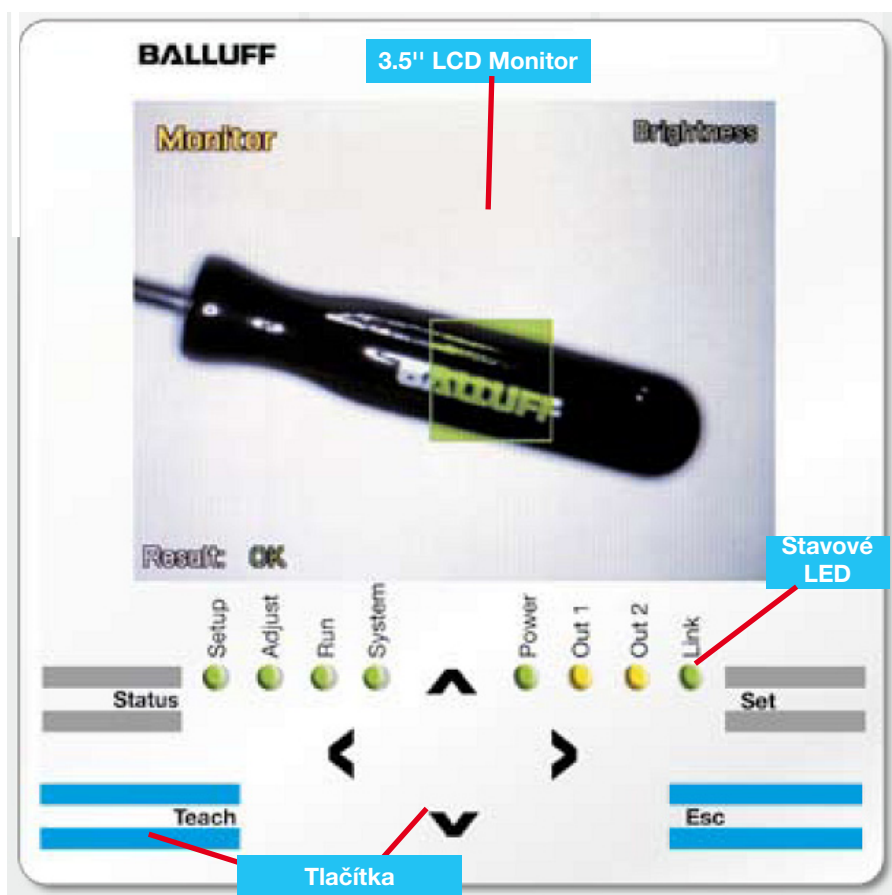 BALLUFF
3.5'' LCD Monitor
Monitor
Brightness
BALLUFF
Result: OK
Stavové
LED
Setup
Adjust
Run
System
Power
Out 1
Out 2
Link
Status
Set
Teach
Esc
Tlačítka